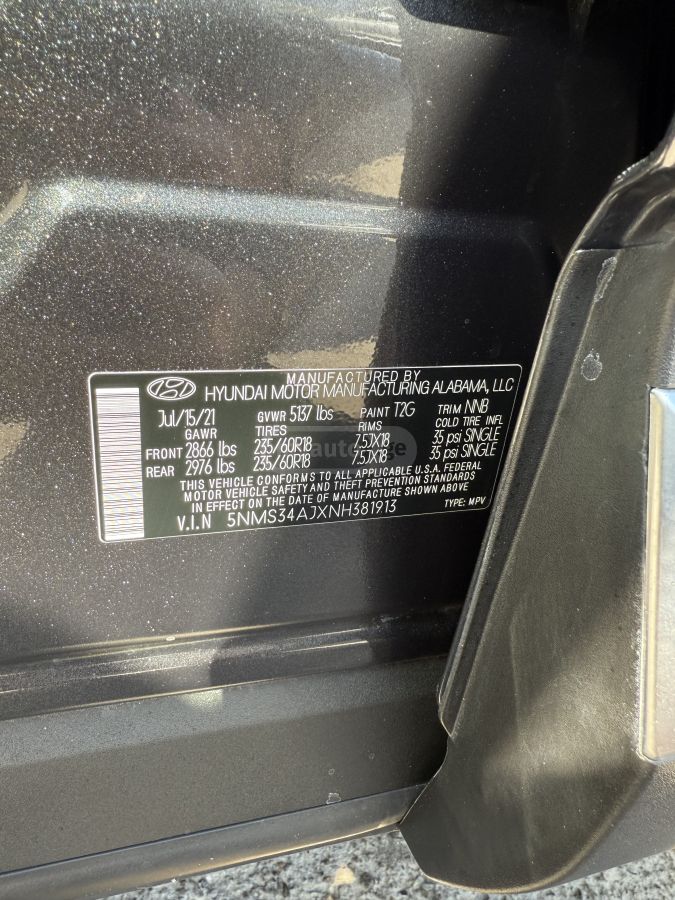 MANUFACTURED BY
HYUNDAI MOTOR MANUFACTURING ALABAMA, LLC
Jul/15/21 GVWR 5137 lbs PAINT T2G TRIM NNB
GAWR TIRES RIMS COLD TIRE INFL
FRONT 2866 lbs 235/60R18 7.5JX18 35 psi SINGLE
REAR 2976 lbs 235/60R18 7.5JX18 35 psi SINGLE
THIS VEHICLE CONFORMS TO ALL APPLICABLE U.S.A. FEDERAL
MOTOR VEHICLE SAFETY AND THEFT PREVENTION STANDARDS
IN EFFECT ON THE DATE OF MANUFACTURE SHOWN ABOVE
V.I.N 5NMS34AJXNH381913 TYPE: MPV